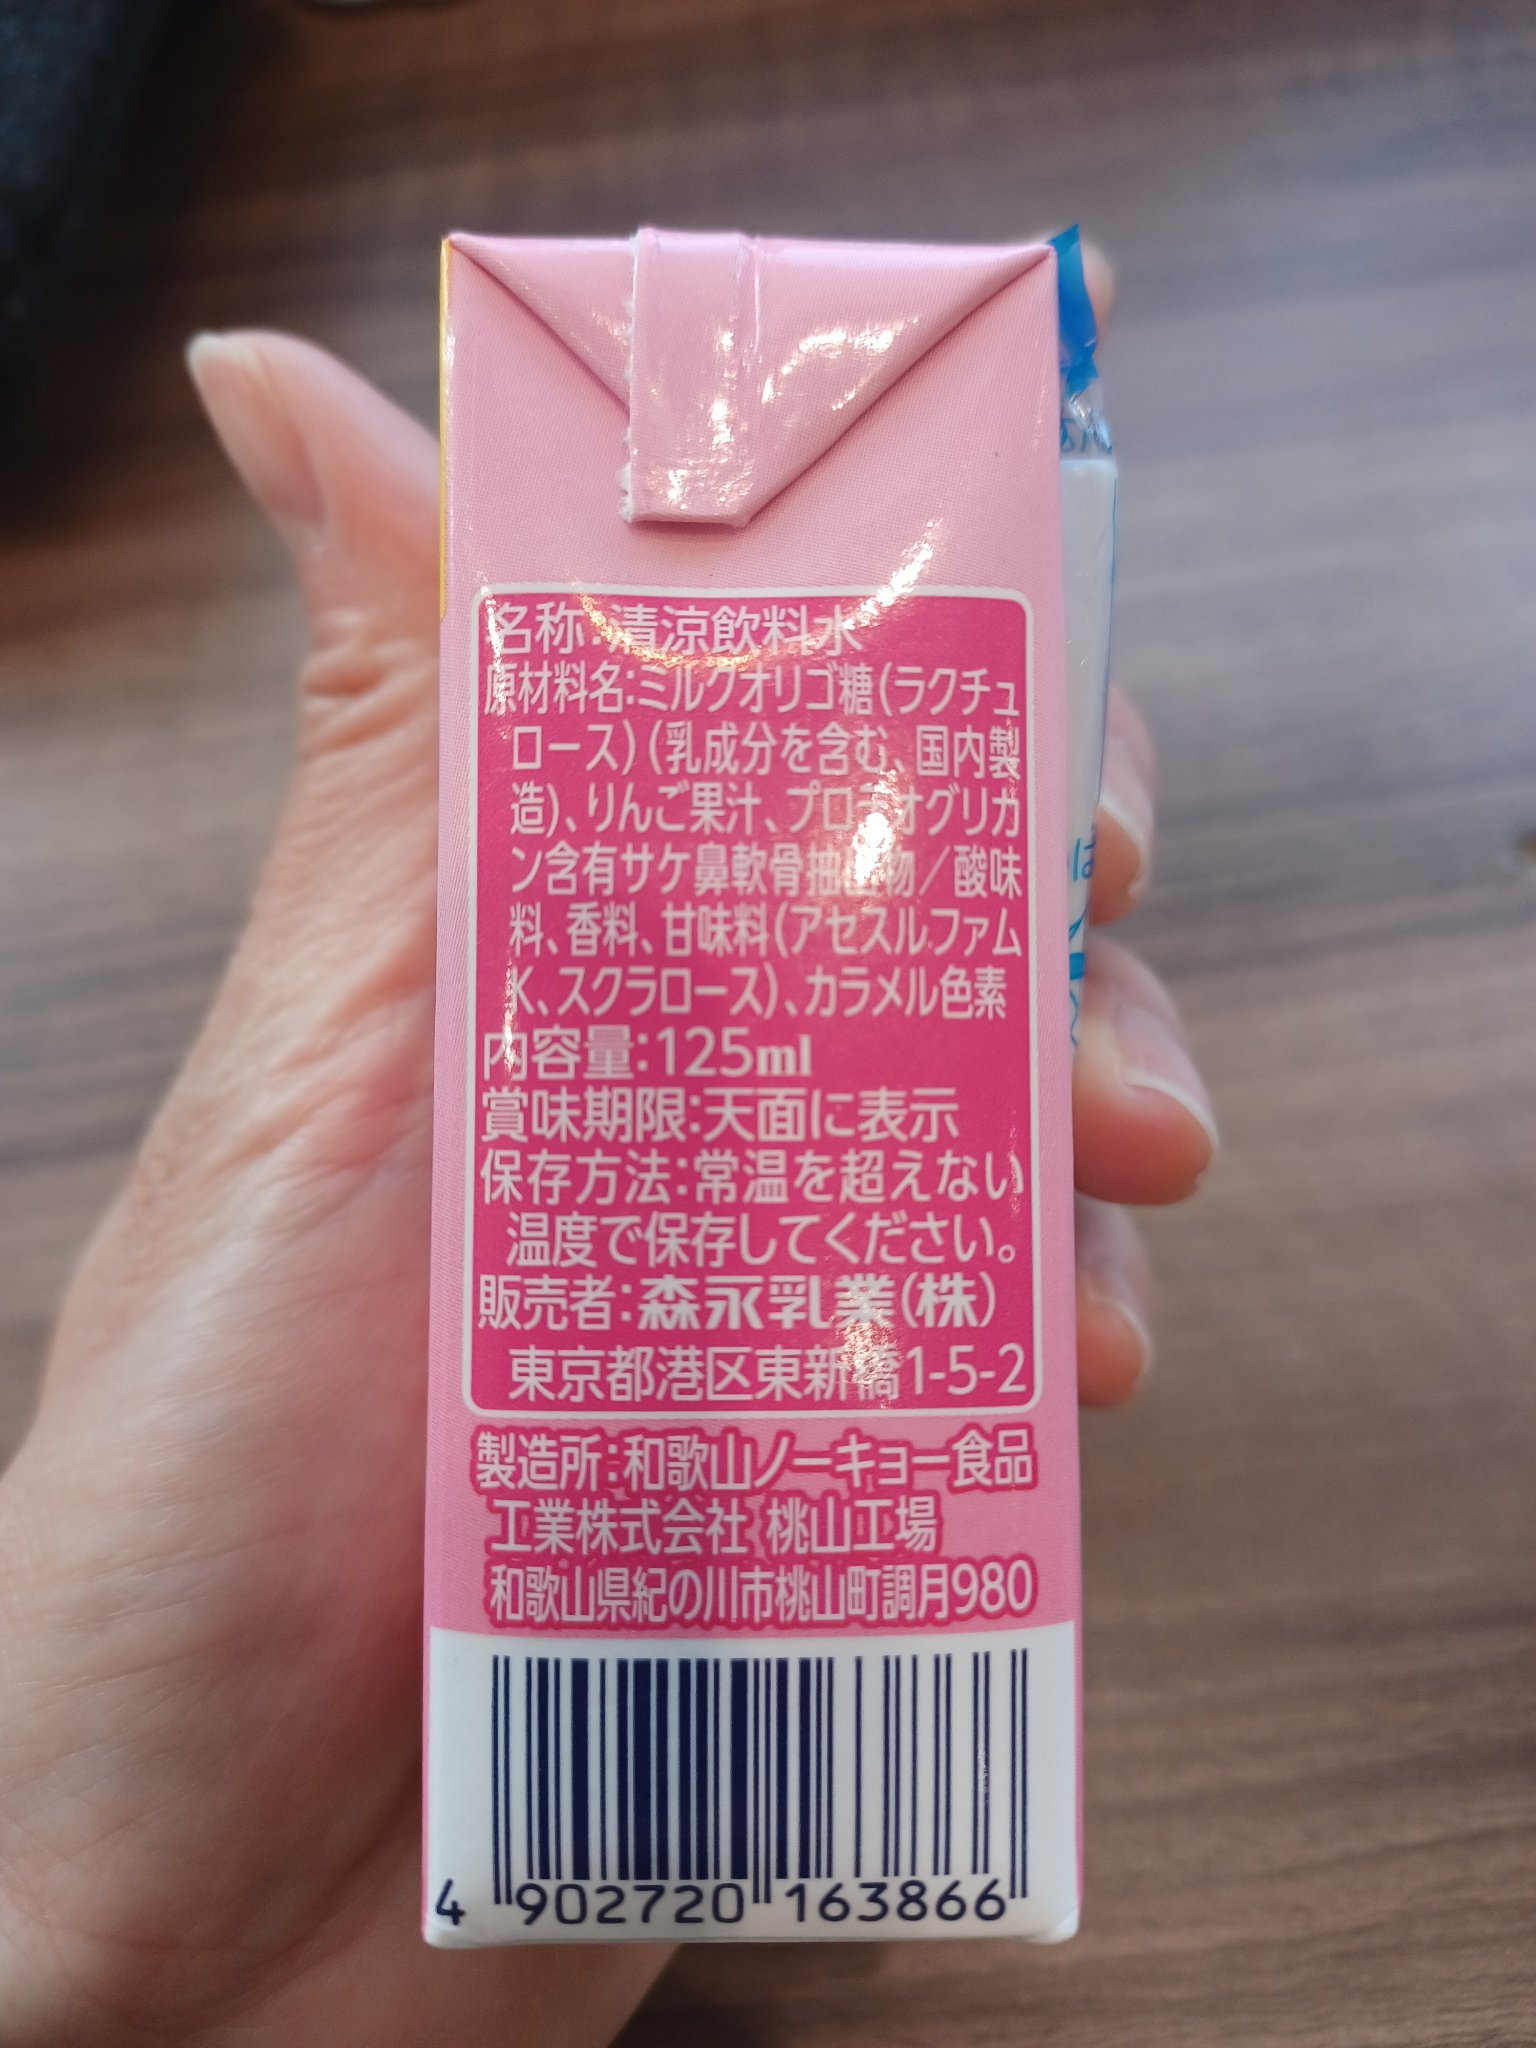 名称:清涼飲料水
原材料名:ミルクオリゴ糖(ラクチュ
ロース)(乳成分を含む、国内製
造)、りんご果汁、プロテオグリカ
ン含有サケ鼻軟骨抽出物/酸味
料、香料、甘味料(アセスルファム
K、スクラロース)、カラメル色素
内容量:125ml
賞味期限:天面に表示
保存方法:常温を超えない
温度で保存してください。
販売者:森永乳業(株)
東京都港区東新橋1-5-2
製造所:和歌山ノーキョー食品
工業株式会社 桃山工場
和歌山県紀の川市桃山町調月980
4 902720 163866